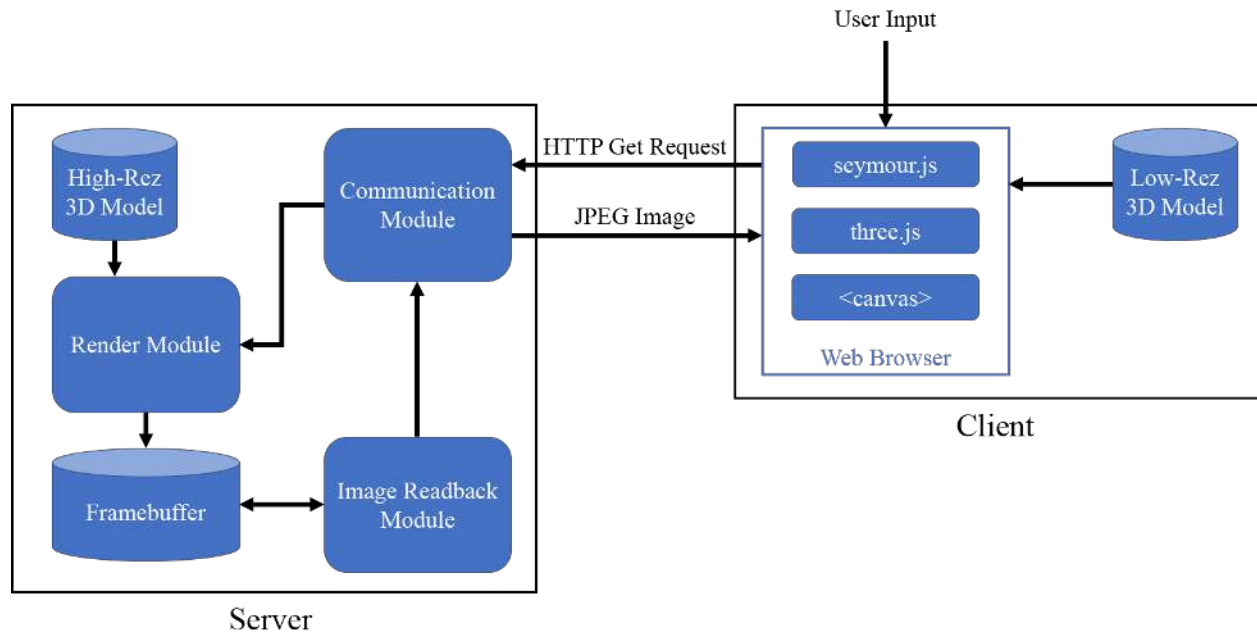 User Input
High-Rez
3D Model
Communication
Module
Render Module
Framebuffer
Image Readback
Module
Server
HTTP Get Request
JPEG Image
seymour.js
three.js
<canvas>
Web Browser
Low-Rez
3D Model
Client